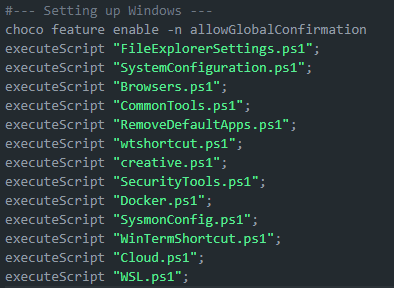 #--- Setting up Windows ---
choco feature enable -n allowGlobalConfirmation
executeScript "FileExplorerSettings.ps1";
executeScript "SystemConfiguration.ps1";
executeScript "Browsers.ps1";
executeScript "CommonTools.ps1";
executeScript "RemoveDefaultApps.ps1";
executeScript "wtshortcut.ps1";
executeScript "creative.ps1";
executeScript "SecurityTools.ps1";
executeScript "Docker.ps1";
executeScript "SysmonConfig.ps1";
executeScript "WinTermShortcut.ps1";
executeScript "Cloud.ps1";
executeScript "WSL.ps1";